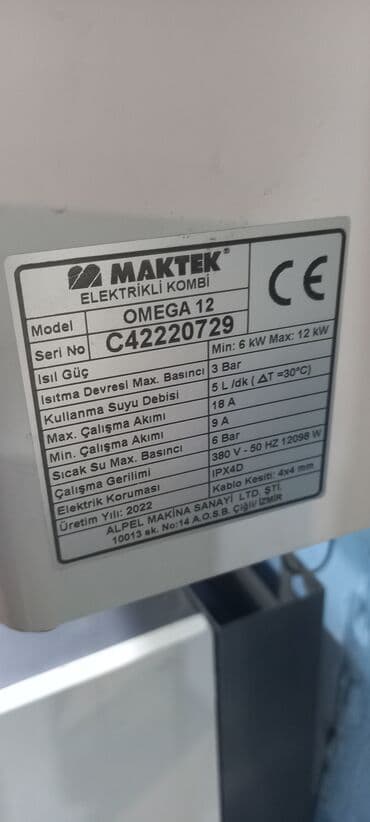 MAKTEK®
ELEKTRİKLİ KOMBİ
CE
Model OMEGA 12
Seri No C42220729
Isıl Güç Min: 6 kW Max: 12 kW
Isıtma Devresi Max. Basıncı 3 Bar
Kullanma Suyu Debisi 5 L /dk ( ΔT =30°C)
Max. Çalışma Akımı 18 A
Min. Çalışma Akımı 9 A
Sıcak Su Max. Basıncı 6 Bar
Çalışma Gerilimi 380 V - 50 HZ 12098 W
Elektrik Koruması IPX4D
Üretim Yılı: 2022 Kablo Kesiti: 4x4 mm
ALPEL MAKİNA SANAYİ LTD. ŞTİ.
10013 sk. No:14 A.O.S.B. Çiğli/ İZMİR